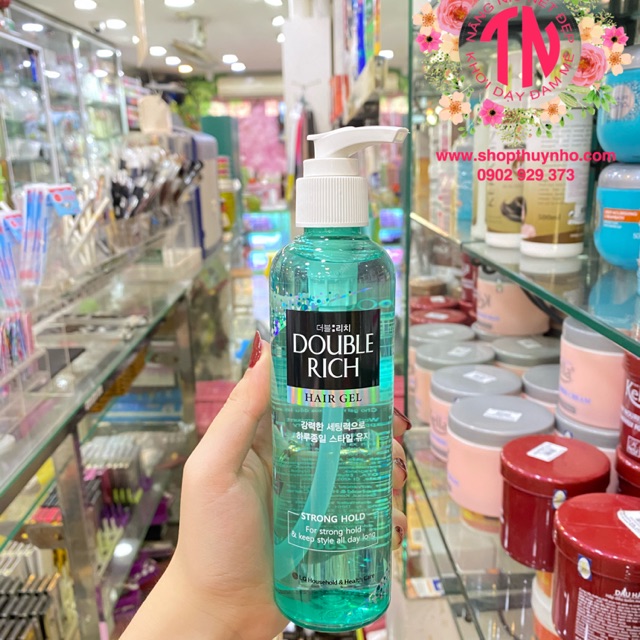 TN
www.shopthuynho.com
0902 929 373
더블리치
DOUBLE
RICH
HAIR GEL
강력한 세팅력으로
하루종일 스타일 유지
STRONG HOLD
For strong hold
& keep style all day long
LG Household & Health Care